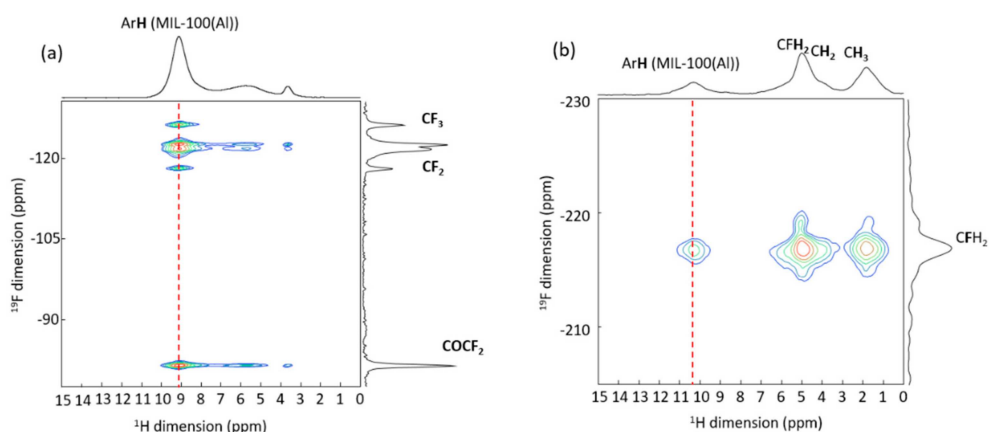 (a)
ArH (MIL-100(Al))
CF3
CF2
COCF2
-120
-105
-90
19F dimension (ppm)
15 14 13 12 11 10 9 8 7 6 5 4 3 2 1 0
1H dimension (ppm)
(b)
ArH (MIL-100(Al))
CFH2
CH2
CH3
-230
-220
-210
19F dimension (ppm)
CFH2
15 14 13 12 11 10 9 8 7 6 5 4 3 2 1 0
1H dimension (ppm)